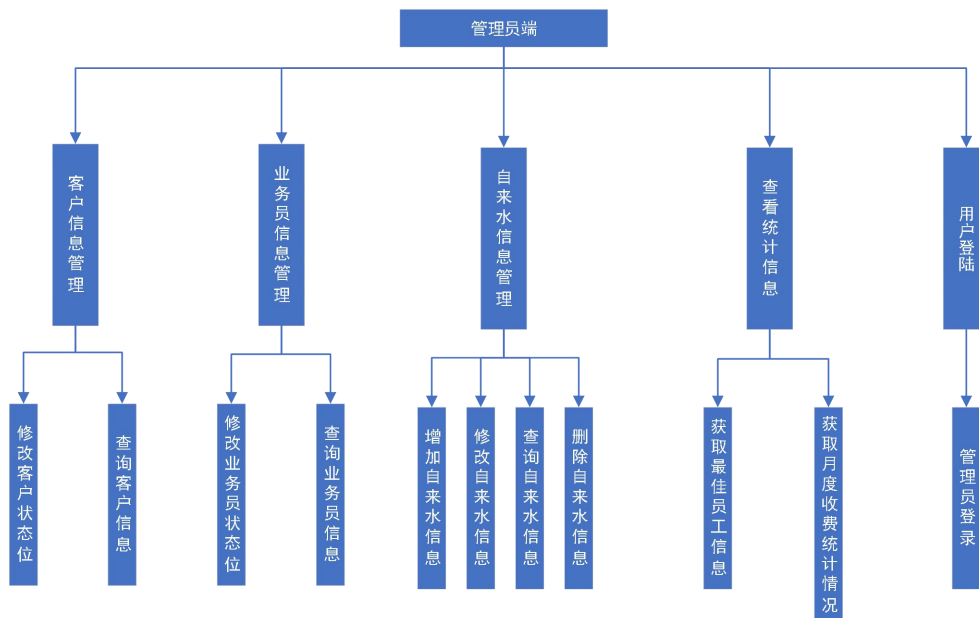 管理员端
客户信息管理
业务员信息管理
自来水信息管理
查看统计信息
用户登陆
修改客户状态位
查询客户信息
修改业务员状态位
查询业务员信息
增加自来水信息
修改自来水信息
查询自来水信息
删除自来水信息
获取最佳员工信息
获取月度收费统计情况
管理员登录